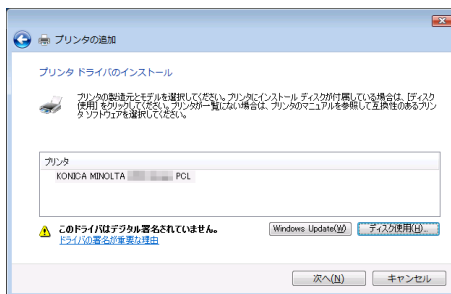 プリンタの追加
プリンタ ドライバのインストール
プリンタの製造元とモデルを選択してください。プリンタにインストール ディスクが付属している場合は、[ディスク
使用] をクリックしてください。プリンタが一覧にない場合は、プリンタのマニュアルを参照して互換性のあるプリン
タ ソフトウェアを選択してください。
プリンタ
KONICA MINOLTA PCL
このドライバはデジタル署名されていません。
ドライバの署名が重要な理由
Windows Update(W)
ディスク使用(H)...
次へ(N)
キャンセル